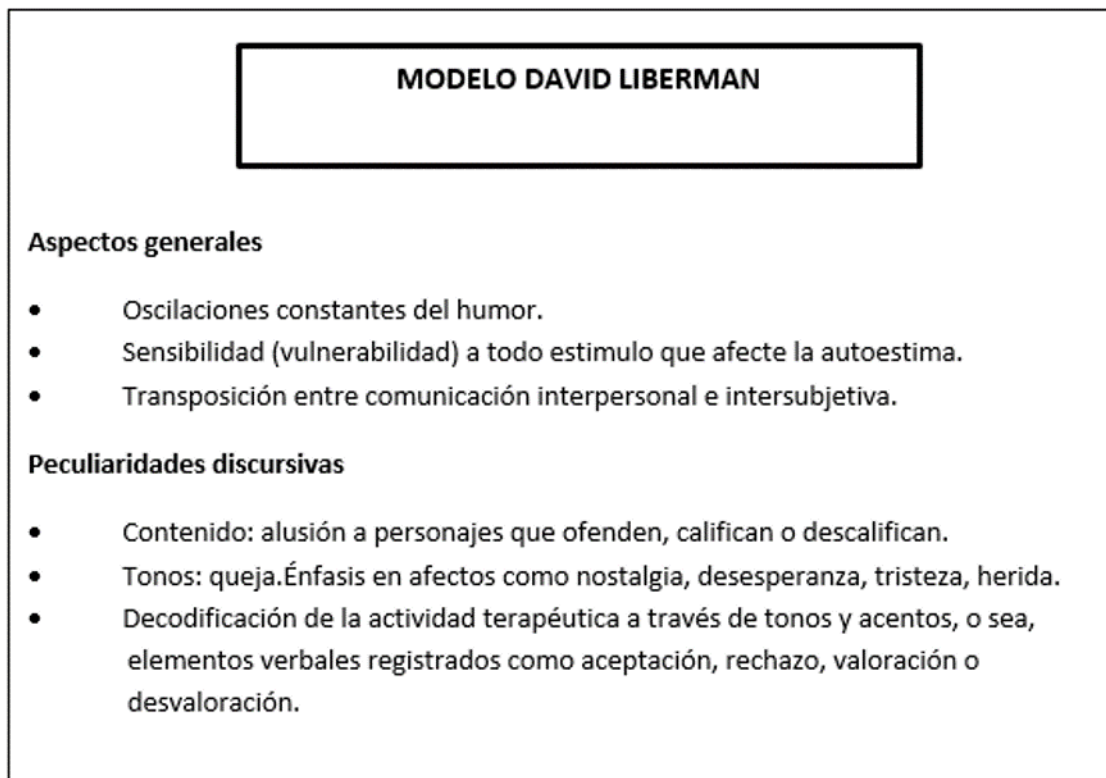 MODELO DAVID LIBERMAN
Aspectos generales
• Oscilaciones constantes del humor.
• Sensibilidad (vulnerabilidad) a todo estimulo que afecte la autoestima.
• Transposición entre comunicación interpersonal e intersubjetiva.
Peculiaridades discursivas
• Contenido: alusión a personajes que ofenden, califican o descalifican.
• Tonos: queja.Énfasis en afectos como nostalgia, desesperanza, tristeza, herida.
• Decodificación de la actividad terapéutica a través de tonos y acentos, o sea,
elementos verbales registrados como aceptación, rechazo, valoración o
desvaloración.